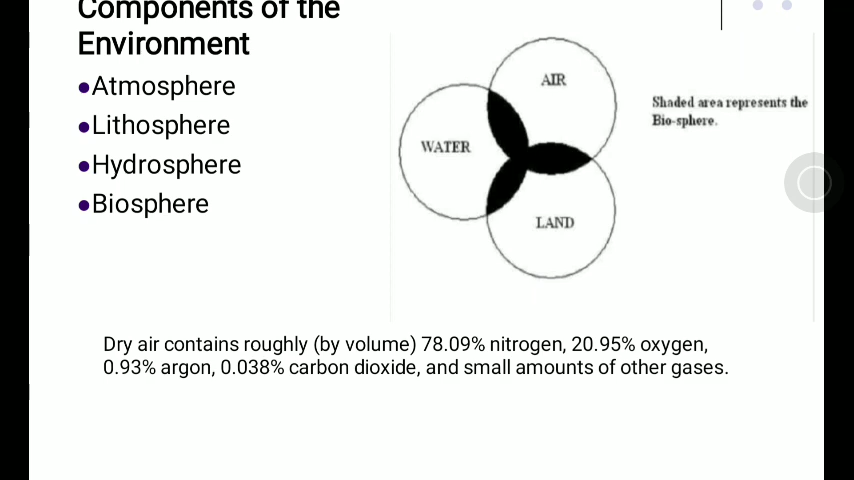 Components of the
Environment
●Atmosphere
●Lithosphere
●Hydrosphere
●Biosphere
AIR
WATER
LAND
Shaded area represents the
Bio-sphere.
Dry air contains roughly (by volume) 78.09% nitrogen, 20.95% oxygen,
0.93% argon, 0.038% carbon dioxide, and small amounts of other gases.